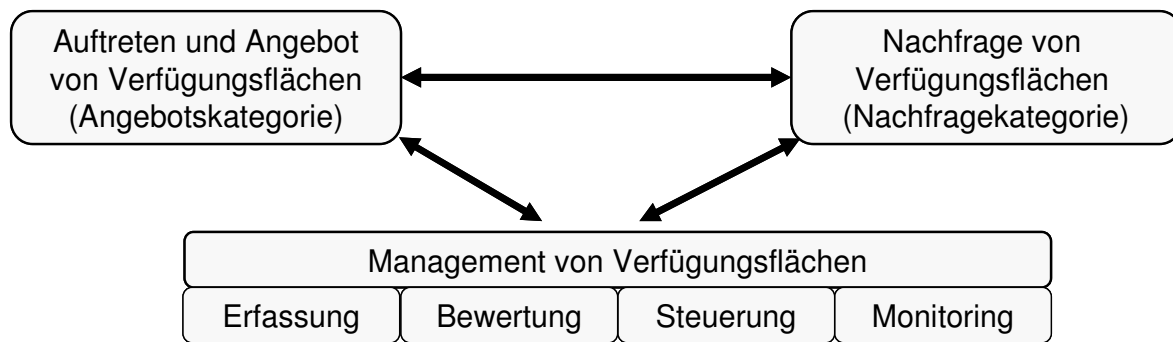 Auftreten und Angebot
von Verfügungsflächen
(Angebotskategorie)
Nachfrage von
Verfügungsflächen
(Nachfragekategorie)
Management von Verfügungsflächen
Erfassung
Bewertung
Steuerung
Monitoring